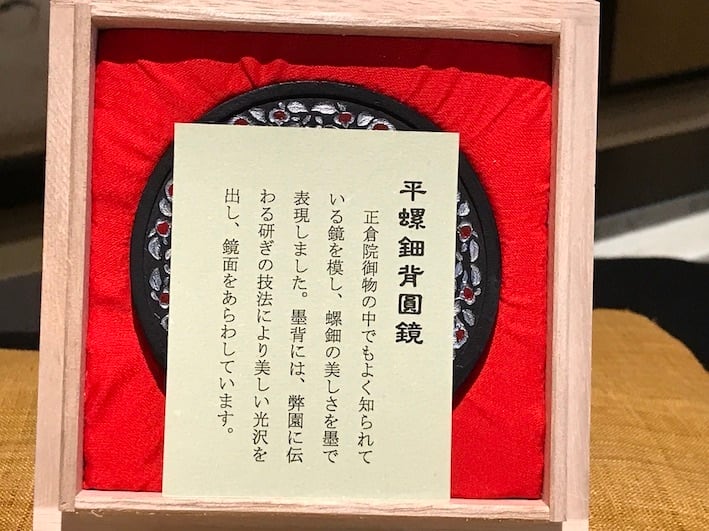 平螺鈿背圓鏡
正倉院御物の中でもよく知られて
いる鏡を模し、螺鈿の美しさを墨で
表現しました。墨背には、弊園に伝
わる研ぎの技法により美しい光沢を
出し、鏡面をあらわしています。